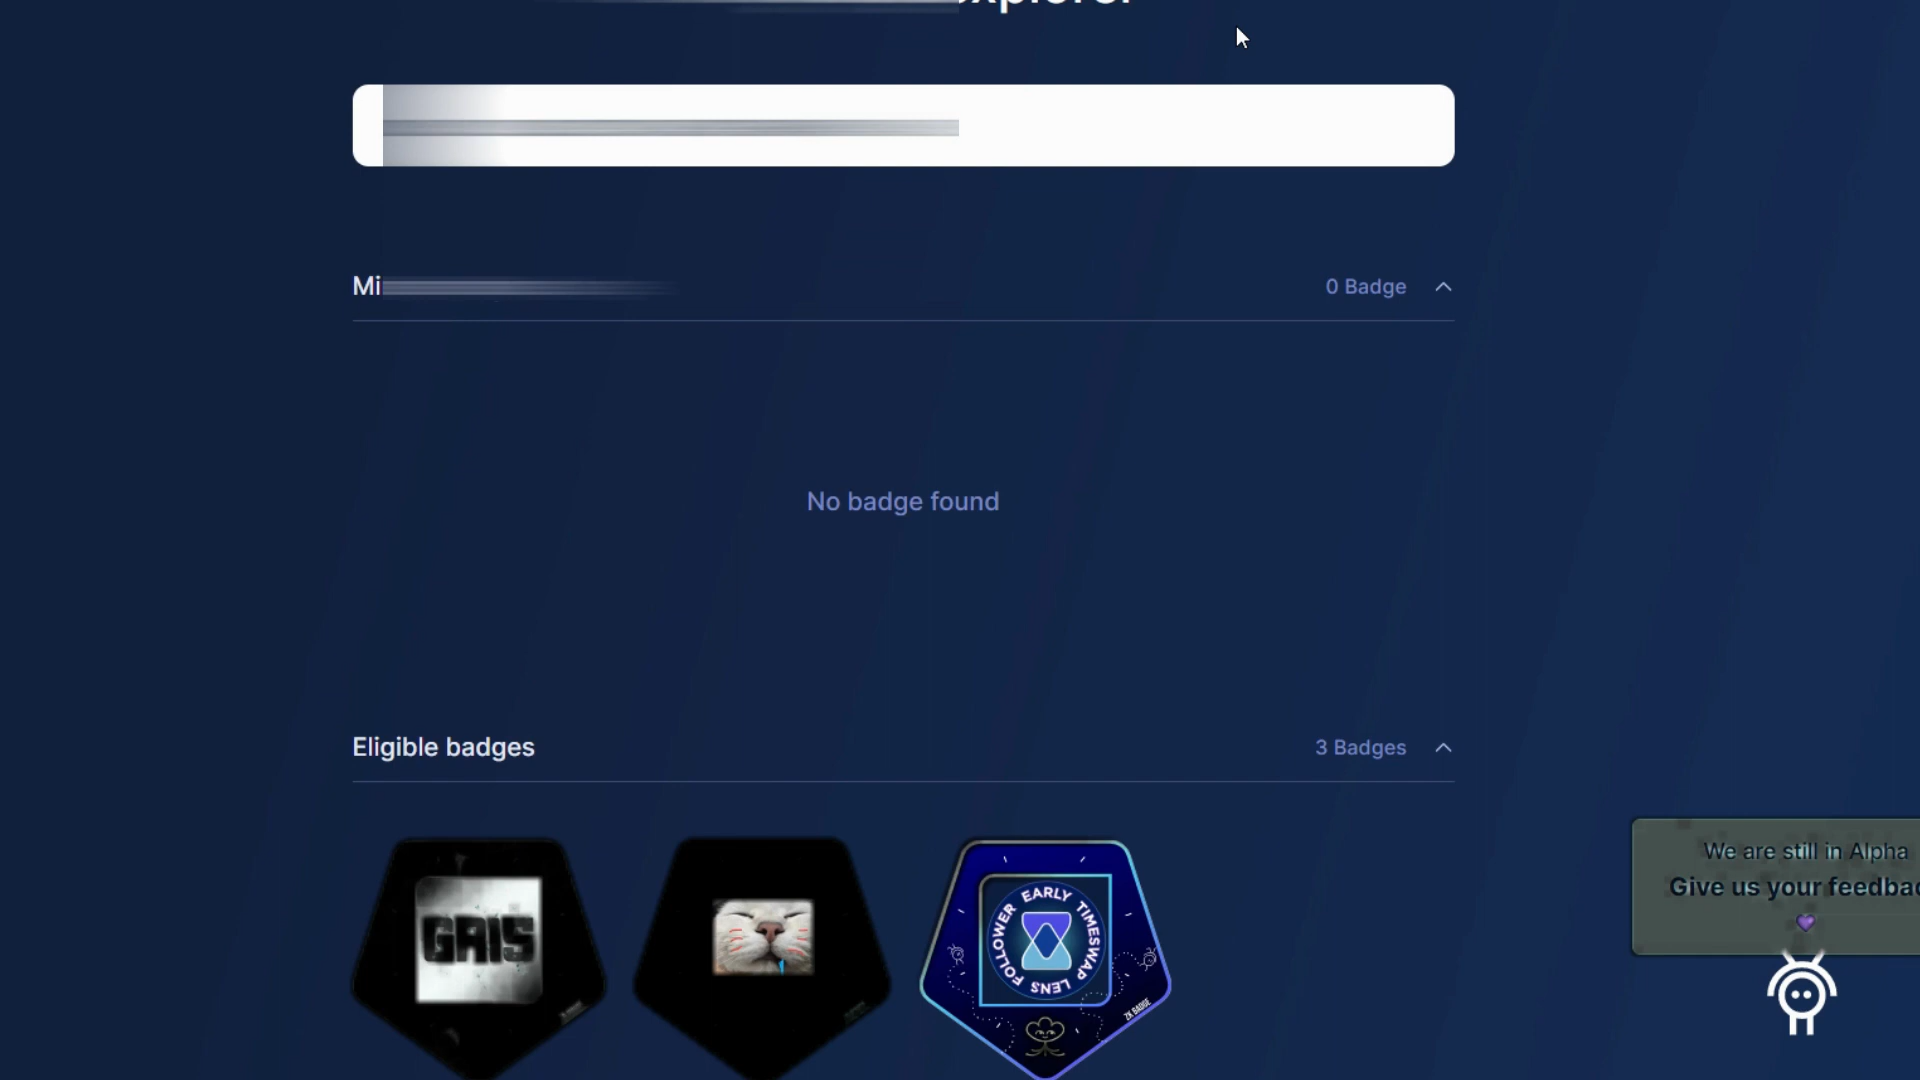 Mi
0 Badge
No badge found
Eligible badges
3 Badges
GRIS
EARLY TIMESWAP LENS FOLLOWER
ZK BADGE
We are still in Alpha
Give us your feedbac